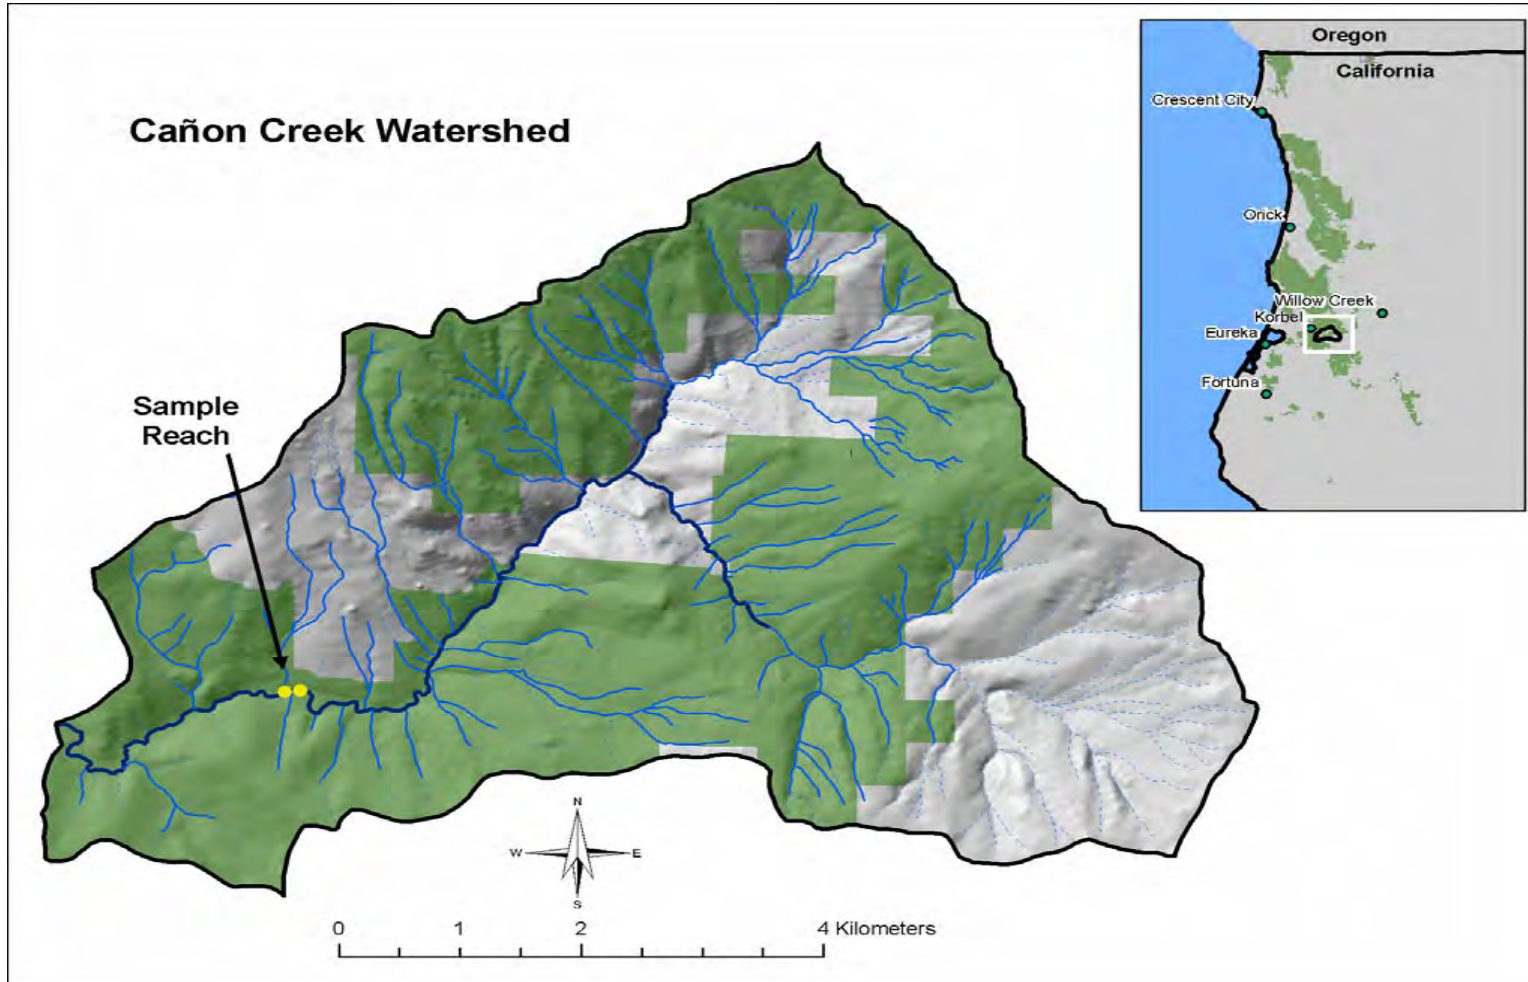 Cañon Creek Watershed
Sample
Reach
Oregon
California
Crescent City
Orick
Willow Creek
Korbel
Eureka
Fortuna
N
W
E
S
0 1 2 4 Kilometers